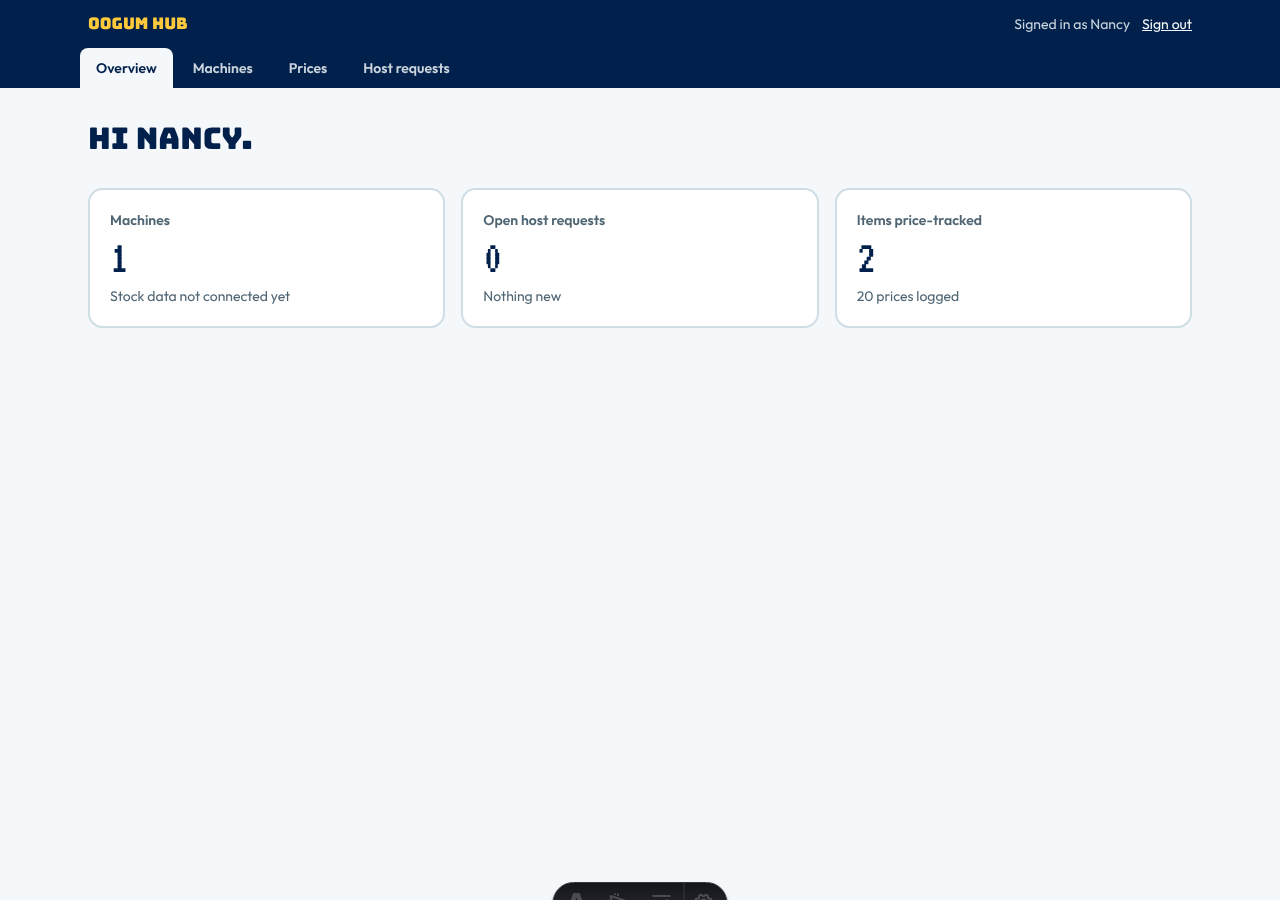 OOGUM HUB
Signed in as Nancy Sign out
Overview Machines Prices Host requests
HI NANCY.
Machines
1
Stock data not connected yet
Open host requests
0
Nothing new
Items price-tracked
2
20 prices logged